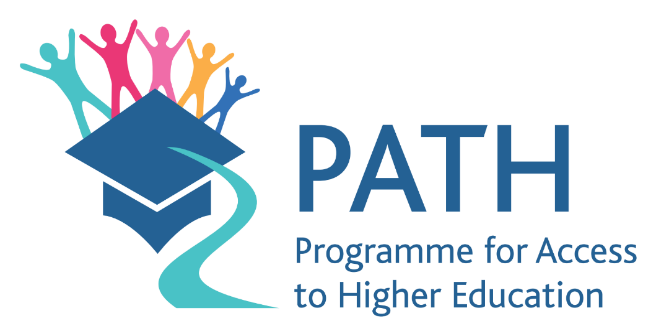 PATH
Programme for Access
to Higher Education